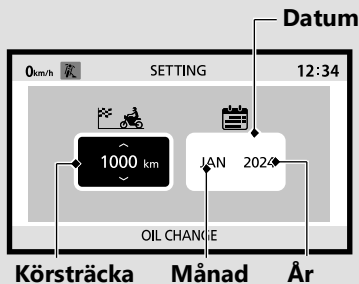 Datum
0km/h SETTING 12:34
1000 km JAN 2024
OIL CHANGE
Körsträcka Månad År